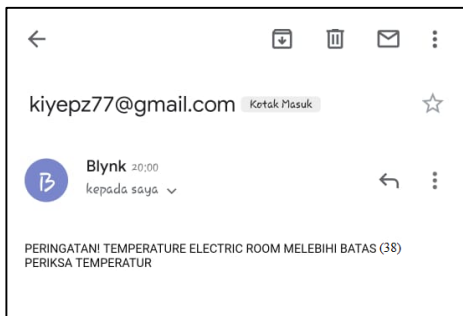 kiyepz77@gmail.com Kotak Masuk
Blynk 20:00
B
kepada saya
PERINGATAN! TEMPERATURE ELECTRIC ROOM MELEBIHI BATAS (38)
PERIKSA TEMPERATUR